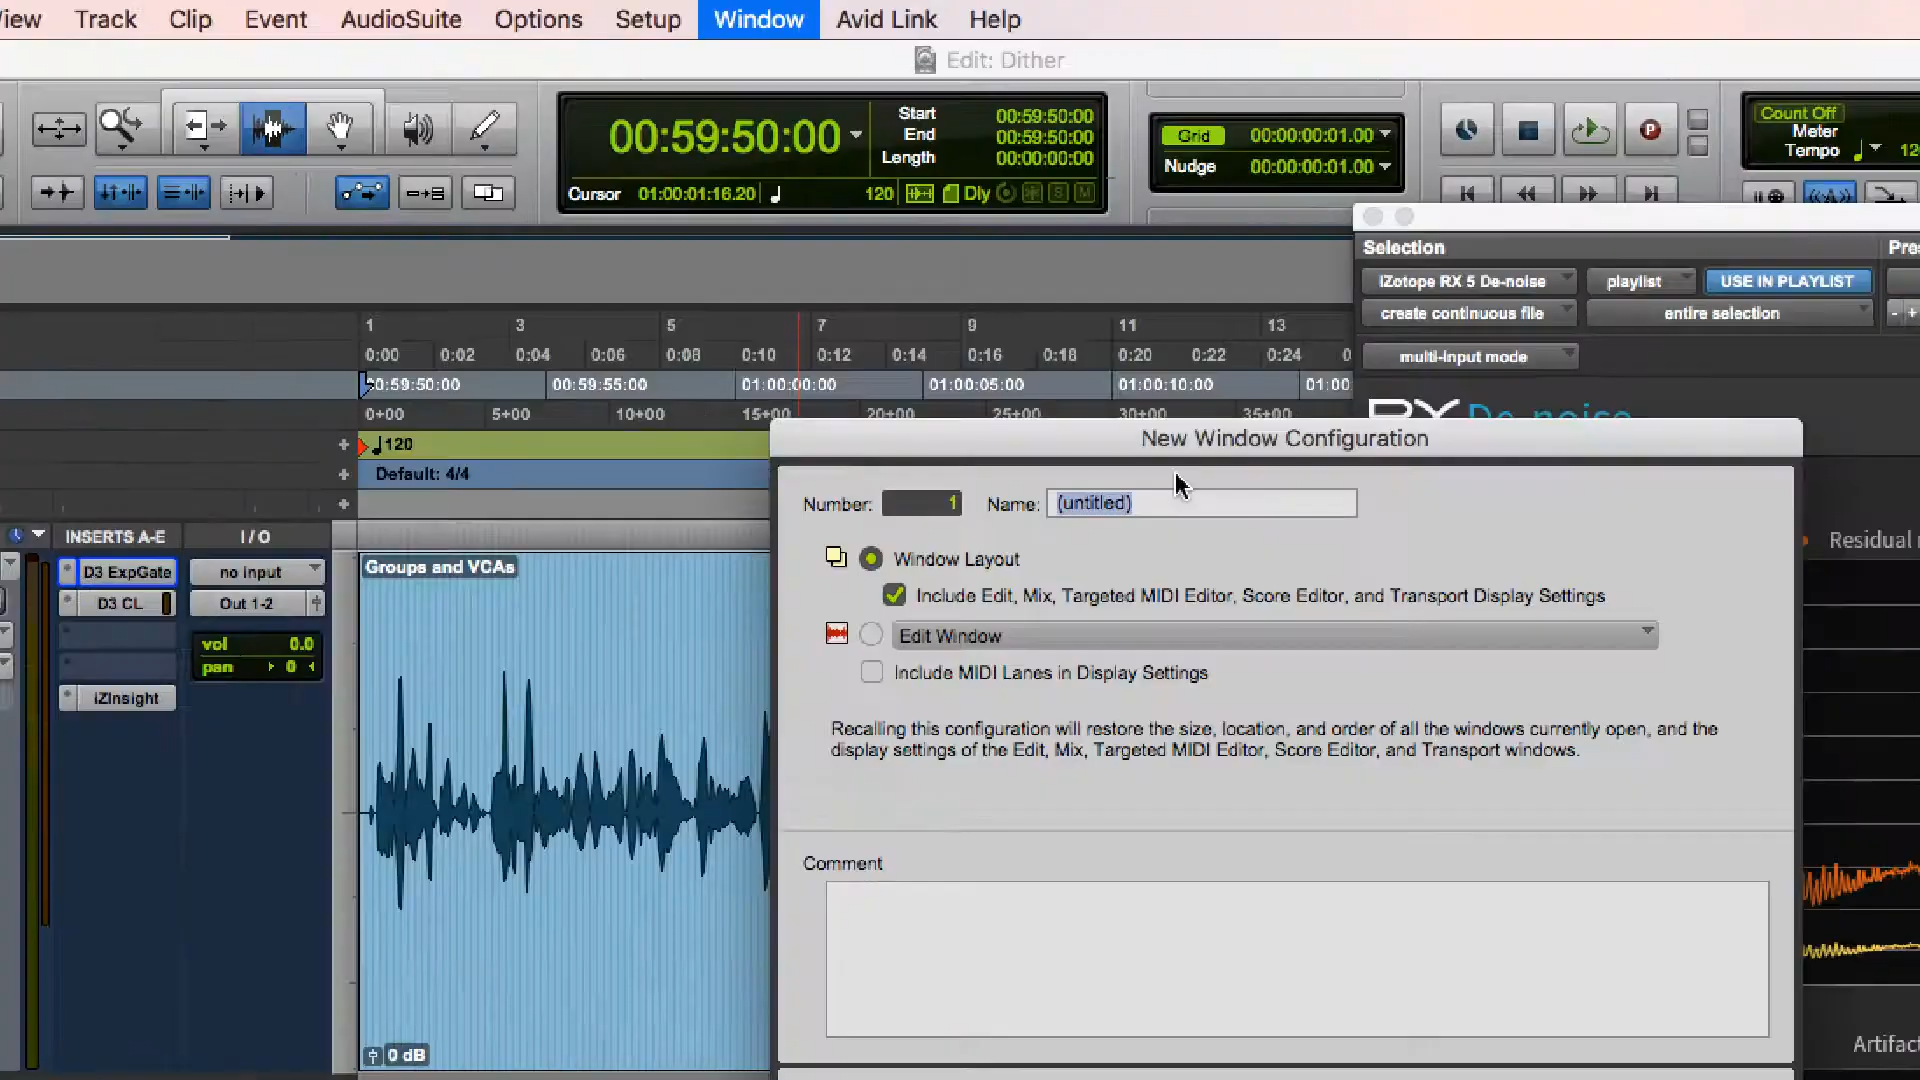 iew Track Clip Event AudioSuite Options Setup Window Avid Link Help
Edit: Dither
00:59:50:00
Start 00:59:50:00
End 00:59:50:00
Length 00:00:00:00
Cursor 01:00:01:16.20 120 Dly S M
Grid 00:00:00:01.00
Nudge 00:00:00:01.00
P
Count Off
Meter
Tempo 120
Selection Pre
iZotope RX 5 De-noise playlist USE IN PLAYLIST
create continuous file entire selection - +
multi-input mode
RX De-noise
1 3 5 7 9 11 13
0:00 0:02 0:04 0:06 0:08 0:10 0:12 0:14 0:16 0:18 0:20 0:22 0:24 0
0:59:50:00 00:59:55:00 01:00:00:00 01:00:05:00 01:00:10:00 01:00
0+00 5+00 10+00 15+00 20+00 25+00 30+00 35+00
+ 120
+ Default: 4/4
+
New Window Configuration
Number: 1 Name: (untitled)
Window Layout
Include Edit, Mix, Targeted MIDI Editor, Score Editor, and Transport Display Settings
Edit Window
Include MIDI Lanes in Display Settings
Recalling this configuration will restore the size, location, and order of all the windows currently open, and the
display settings of the Edit, Mix, Targeted MIDI Editor, Score Editor, and Transport windows.
Comment
INSERTS A-E I / O
D3 ExpGate no input
D3 CL Out 1-2
vol 0.0
pan 0
iZInsight
Groups and VCAs
0 dB
Residual
Artifac